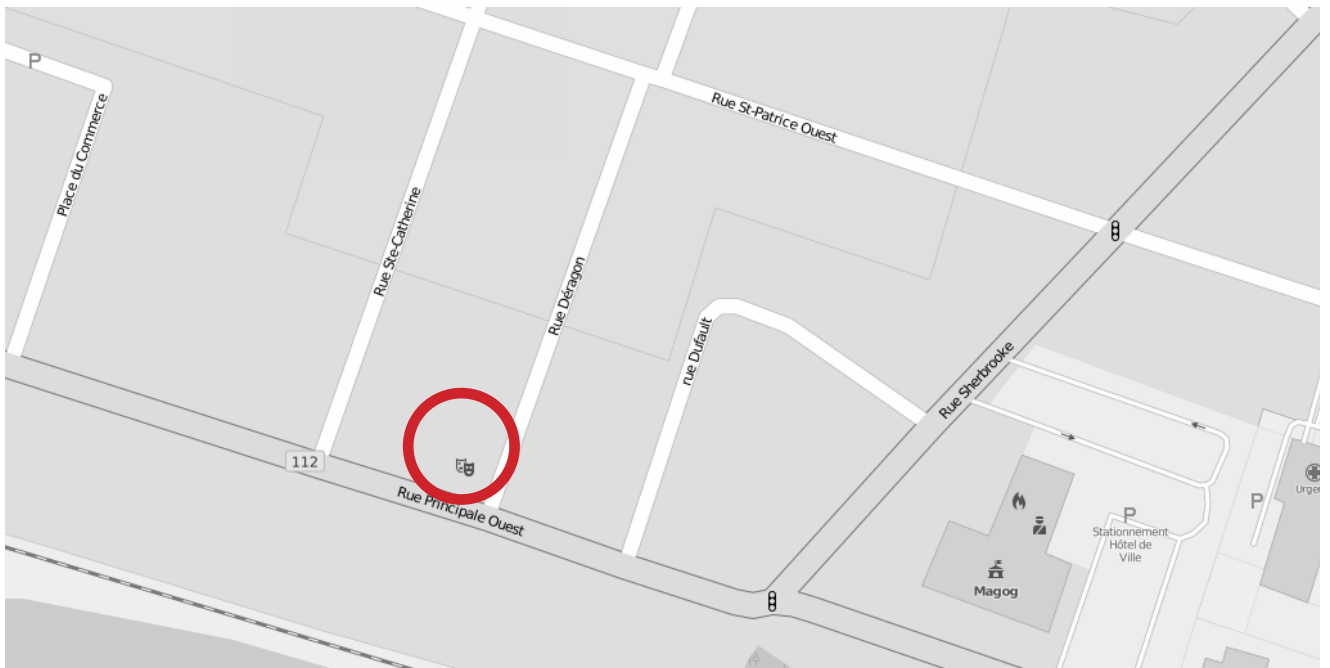 P
Rue St-Patrice Ouest
Place du Commerce
Rue Ste-Catherine
Rue Déragon
rue Dufault
Rue Sherbrooke
112
Rue Principale Ouest
P
P
Stationnement
Hôtel de
Ville
Magog